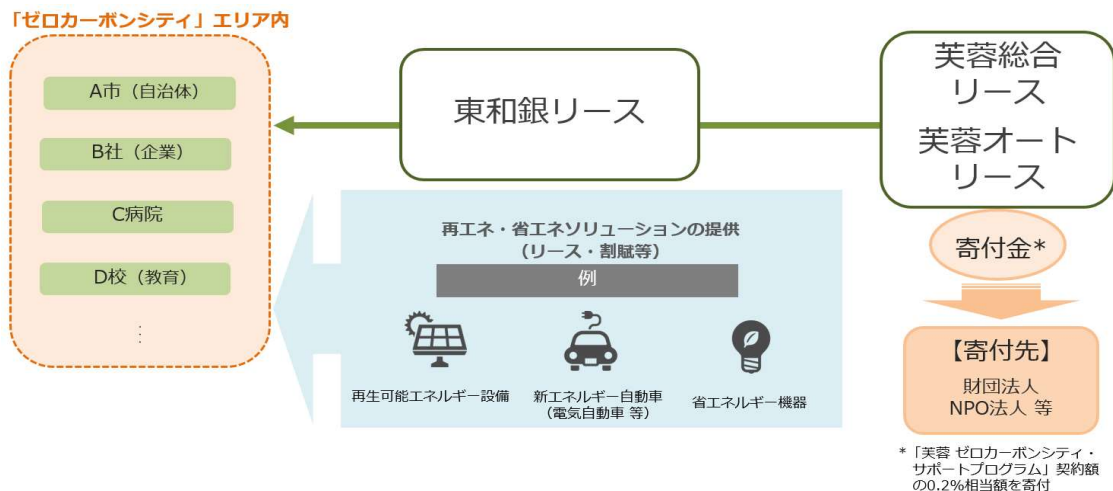 「ゼロカーボンシティ」エリア内
A市（自治体）
B社（企業）
C病院
D校（教育）
⋮
東和銀リース
芙蓉総合
リース
芙蓉オート
リース
再エネ・省エネソリューションの提供
（リース・割賦等）
例
再生可能エネルギー設備
新エネルギー自動車
（電気自動車 等）
省エネルギー機器
寄付金*
【寄付先】
財団法人
NPO法人 等
*「芙蓉 ゼロカーボンシティ・
サポートプログラム」契約額
の0.2%相当額を寄付